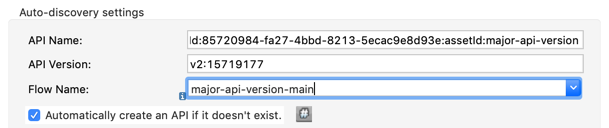 Auto-discovery settings
API Name: ld:85720984-fa27-4bbd-8213-5ecac9e8d93e:assetId:major-api-version
API Version: v2:15719177
Flow Name: major-api-version-main
Automatically create an API if it doesn't exist. #